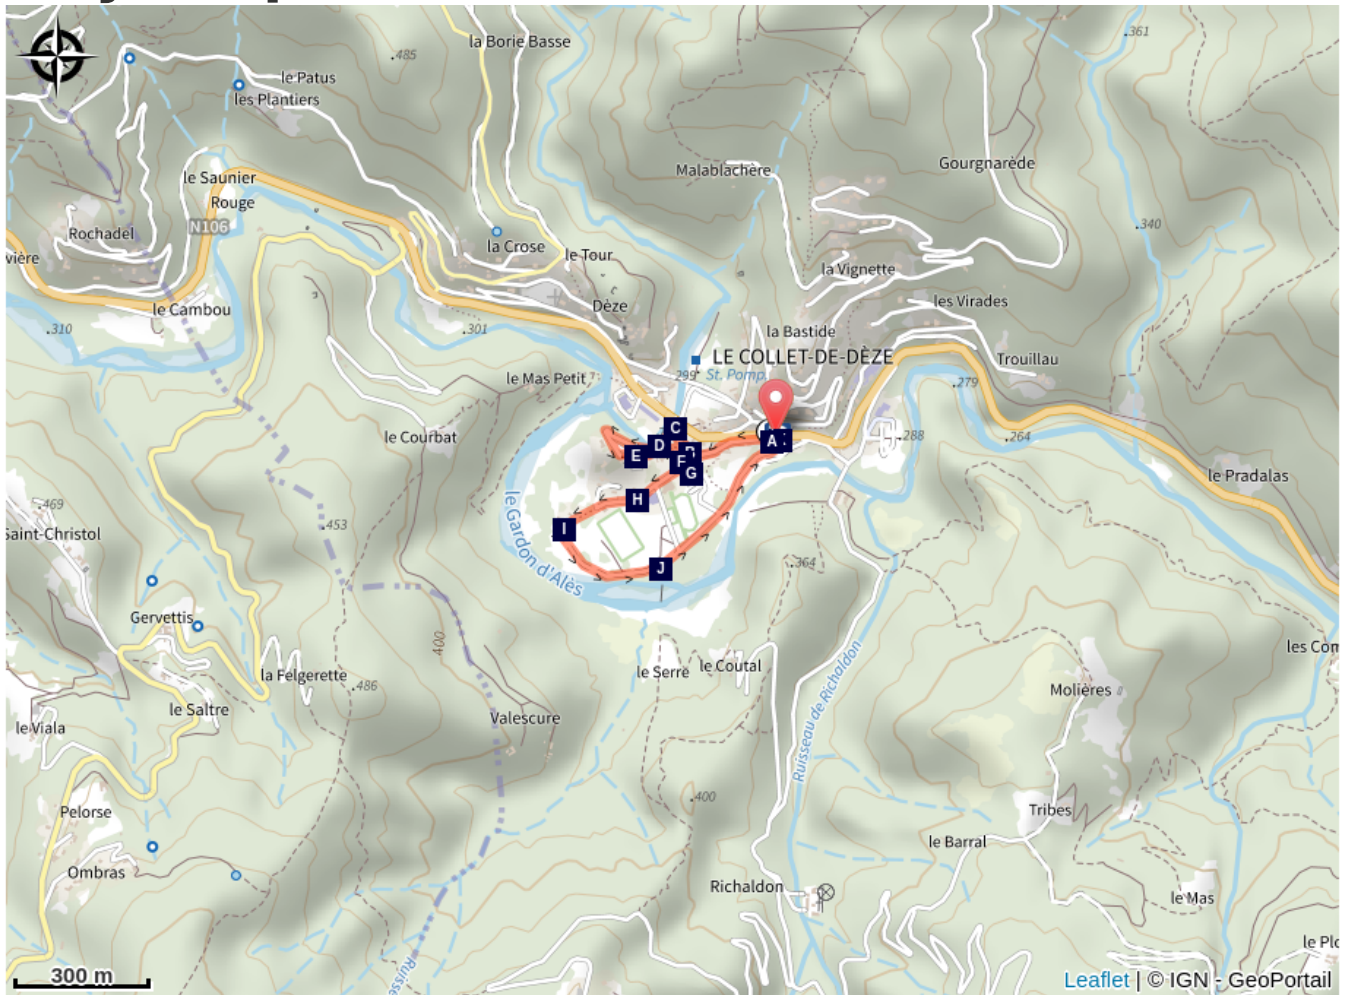 la Borie Basse
.361
.485
le Patus
les Plantiers
Gourgnarède
Malablachère
le Saunier
Rouge
N106
Rochadel
.340
la Crose
le Tour
vière
la Vignette
les Virades
le Cambou
Dèze
.310
.301
la Bastide
LE COLLET-DE-DÈZE
Trouillau
299
St. Pomp.
le Mas Petit
.279
C
le Courbat
D
A
.288
.264
E
F
G
le Pradalas
H
.469
I
.453
Saint-Christol
le Gardon d'Alès
J
.364
Gervettis
400
les Com
la Felgerette
.486
le Serre
le Coutal
Ruisseau de Richaldon
Molières
le Saltre
Valescure
le Viala
.400
Pelorse
Tribes
le Barral
Ombras
Richaldon
le Mas
le Plo
Ruisse
300 m
Leaflet | © IGN - GeoPortail